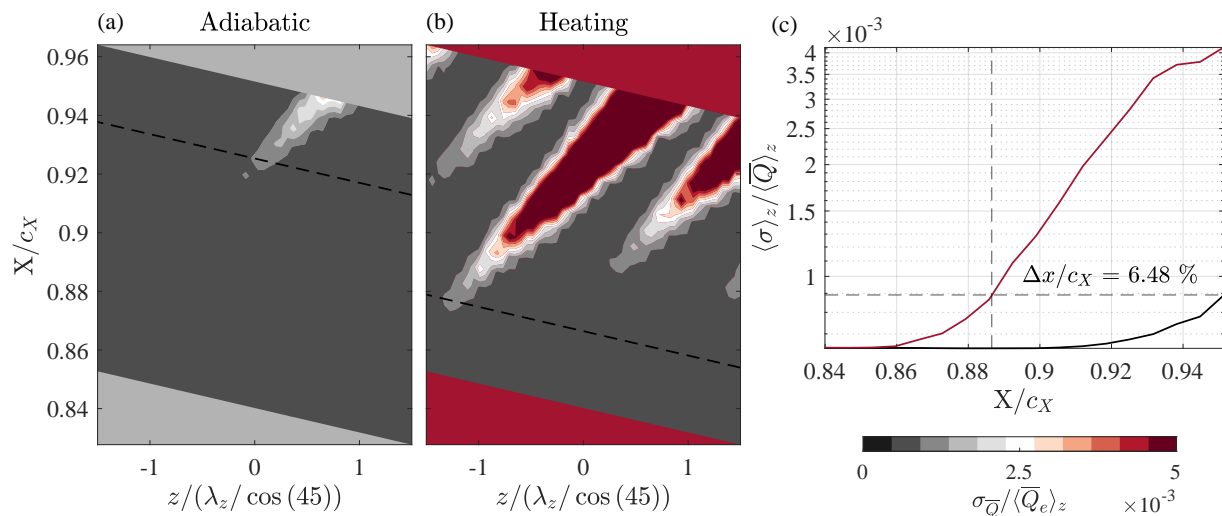 (a) Adiabatic
0.96
0.94
0.92
0.9
0.88
0.86
0.84
X/c_X
-1 0 1
z/(λ_z/ cos (45))
(b) Heating
-1 0 1
z/(λ_z/ cos (45))
(c)
×10⁻³
4
3.5
3
2.5
2
1.5
1
⟨σ⟩_z/⟨Q̅⟩_z
Δx/c_X = 6.48 %
0.84 0.86 0.88 0.9 0.92 0.94
X/c_X
0 2.5 5
σ_Q̅/⟨Q̅_e⟩_z ×10⁻³